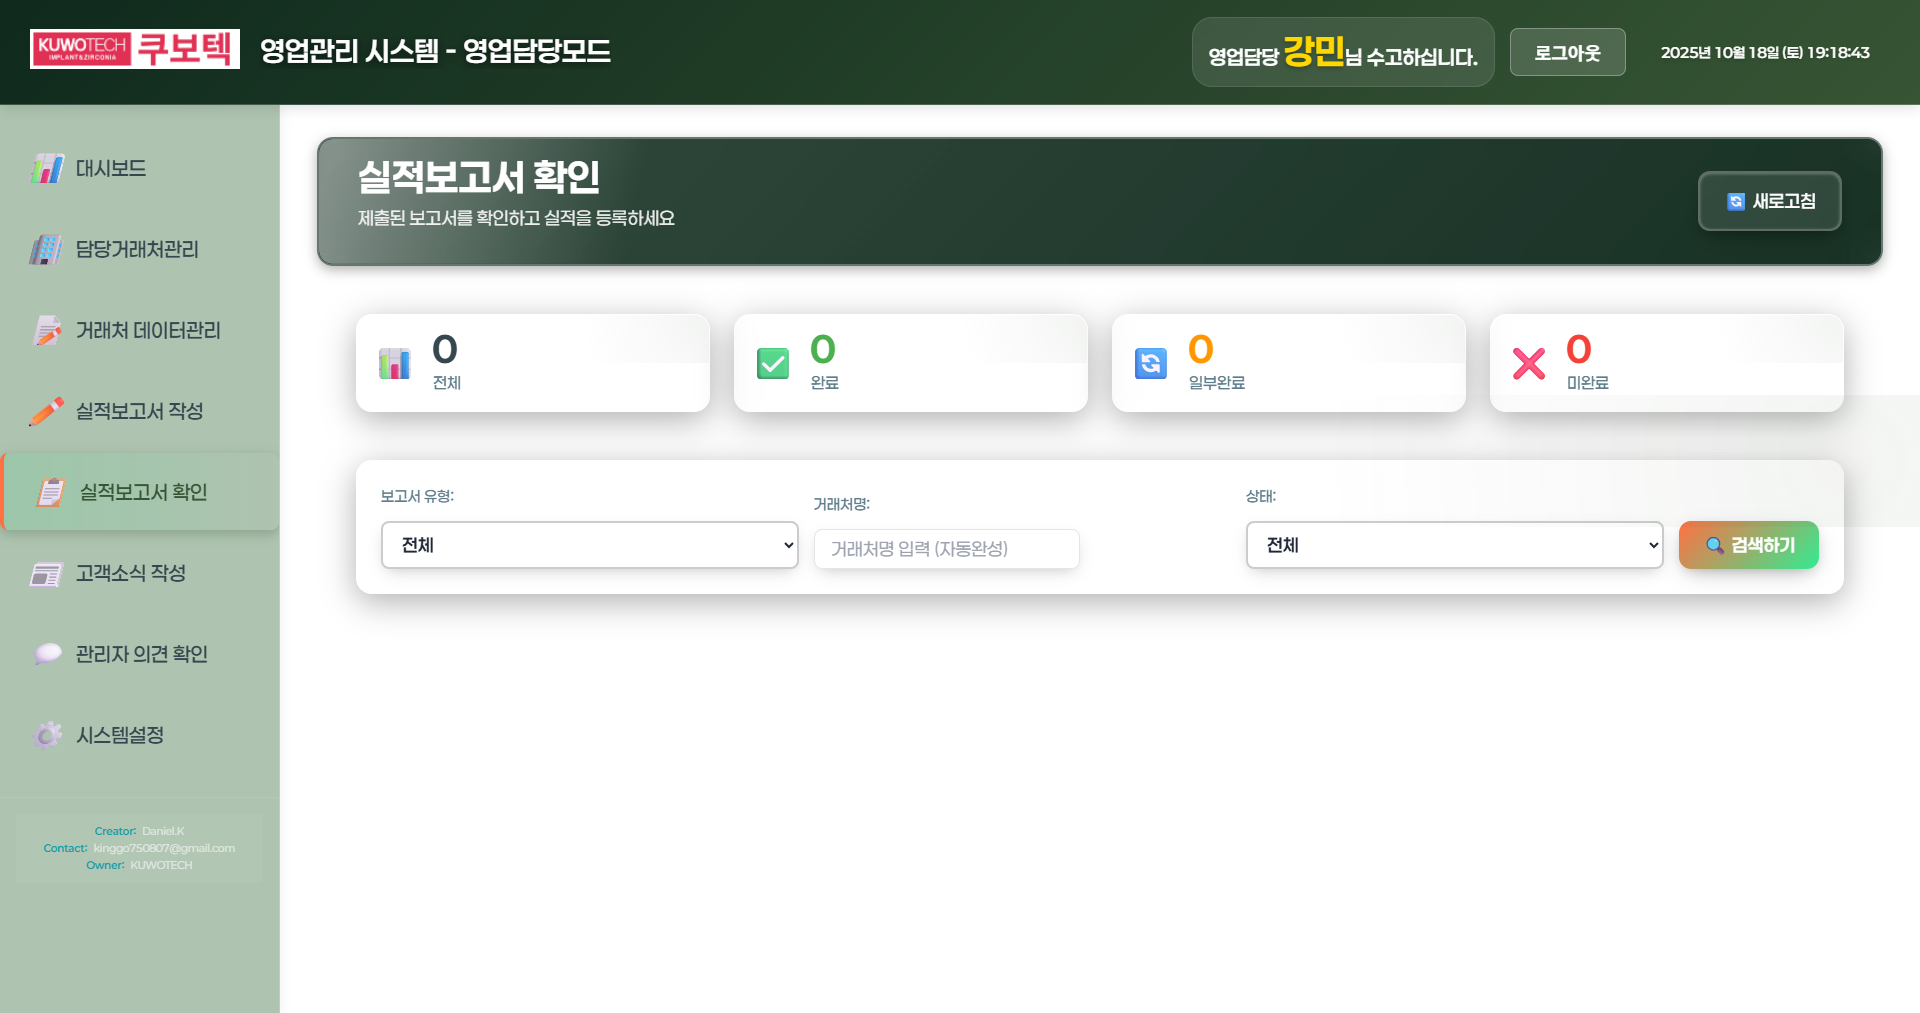 KUWOTECH
IMPLANT&ZIRCONIA
쿠보텍
영업관리 시스템 - 영업담당모드
영업담당 강민님 수고하십니다.
로그아웃
2025년 10월 18일 (토) 19:18:43
대시보드
담당거래처관리
거래처 데이터관리
실적보고서 작성
실적보고서 확인
고객소식 작성
관리자 의견 확인
시스템설정
Creator: Daniel.K
Contact: kinggo750807@gmail.com
Owner: KUWOTECH
실적보고서 확인
제출된 보고서를 확인하고 실적을 등록하세요
새로고침
0
전체
0
완료
0
일부완료
0
미완료
보고서 유형:
전체
거래처명:
거래처명 입력 (자동완성)
상태:
전체
검색하기